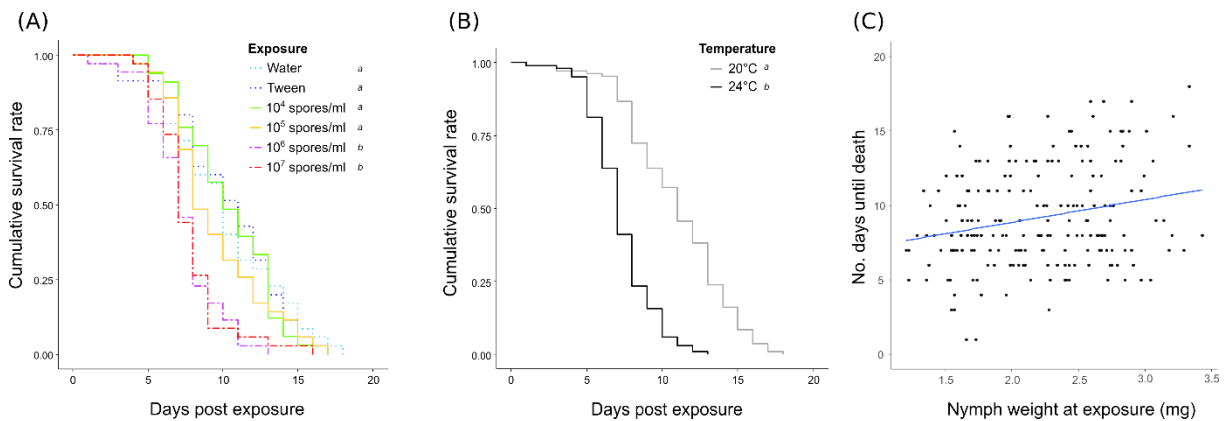 (A)
Exposure
Water a
Tween a
10⁴ spores/ml a
10⁵ spores/ml a
10⁶ spores/ml b
10⁷ spores/ml b
Cumulative survival rate
1.00
0.75
0.50
0.25
0.00
0 5 10 15 20
Days post exposure
(B)
Temperature
20°C a
24°C b
Cumulative survival rate
1.00
0.75
0.50
0.25
0.00
0 5 10 15 20
Days post exposure
(C)
No. days until death
20
15
10
5
0
1.5 2.0 2.5 3.0 3.5
Nymph weight at exposure (mg)